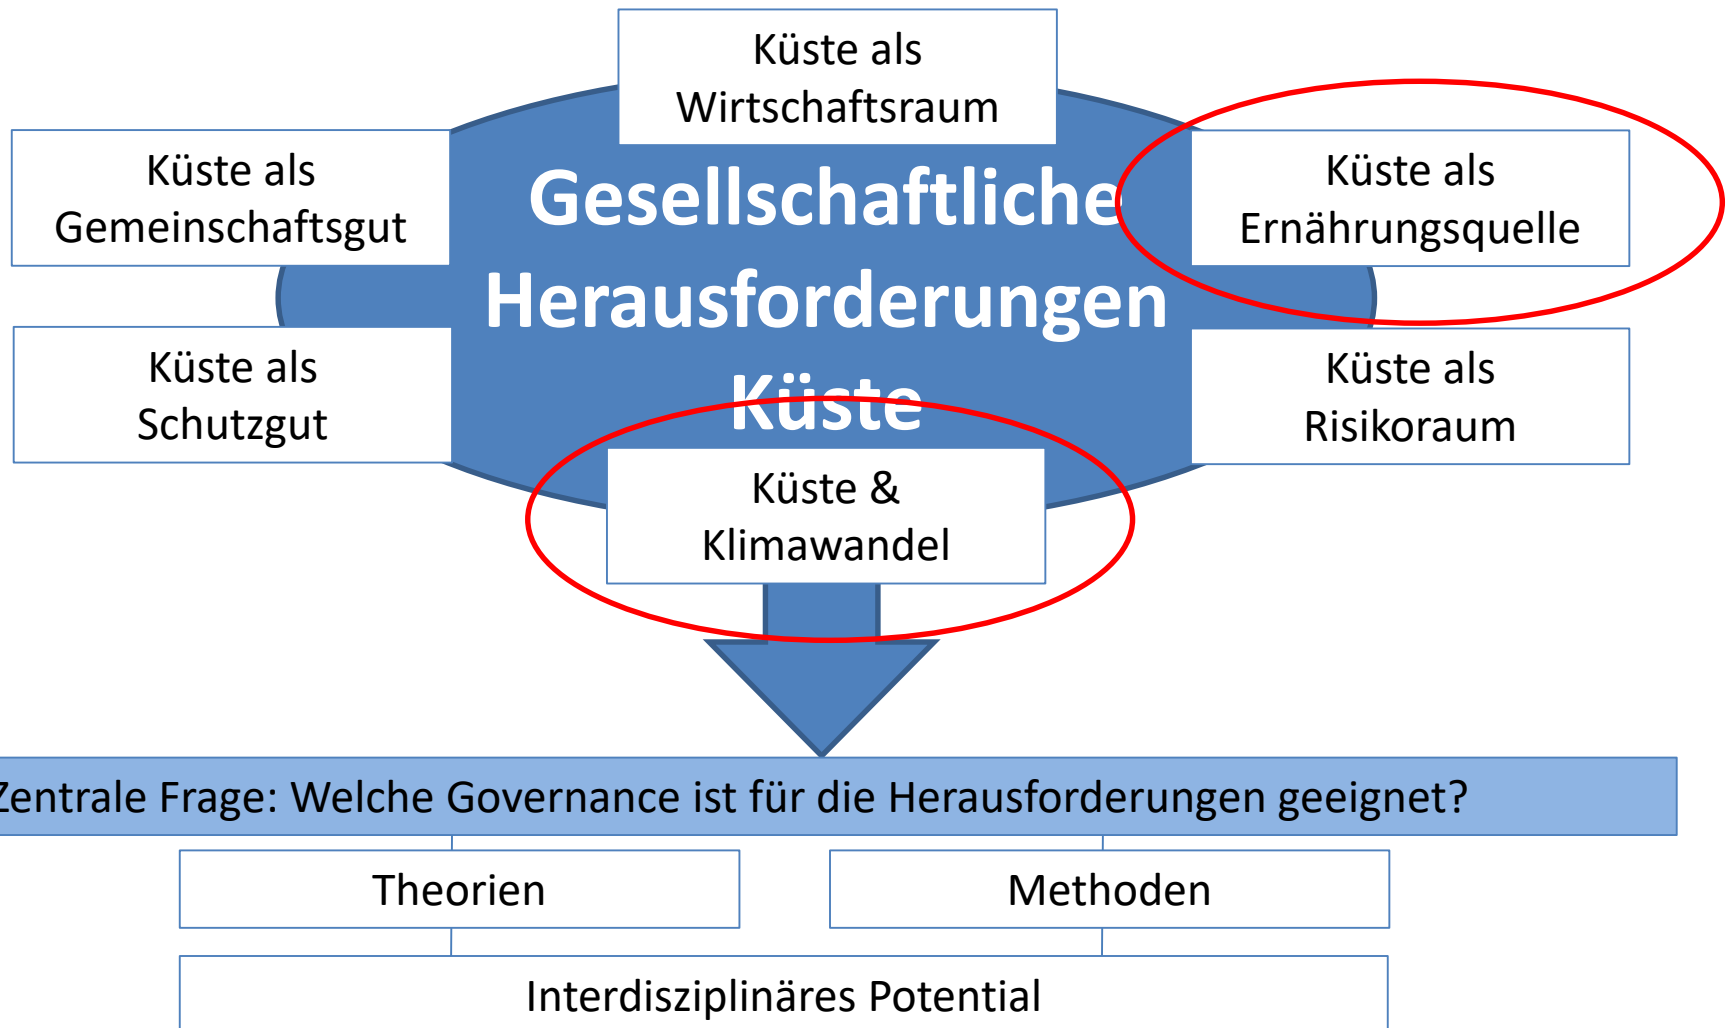 Küste als
Wirtschaftsraum
Küste als
Gemeinschaftsgut
Küste als
Ernährungsquelle
Gesellschaftliche
Herausforderungen
Küste
Küste als
Schutzgut
Küste als
Risikoraum
Küste &
Klimawandel
Zentrale Frage: Welche Governance ist für die Herausforderungen geeignet?
Theorien
Methoden
Interdisziplinäres Potential